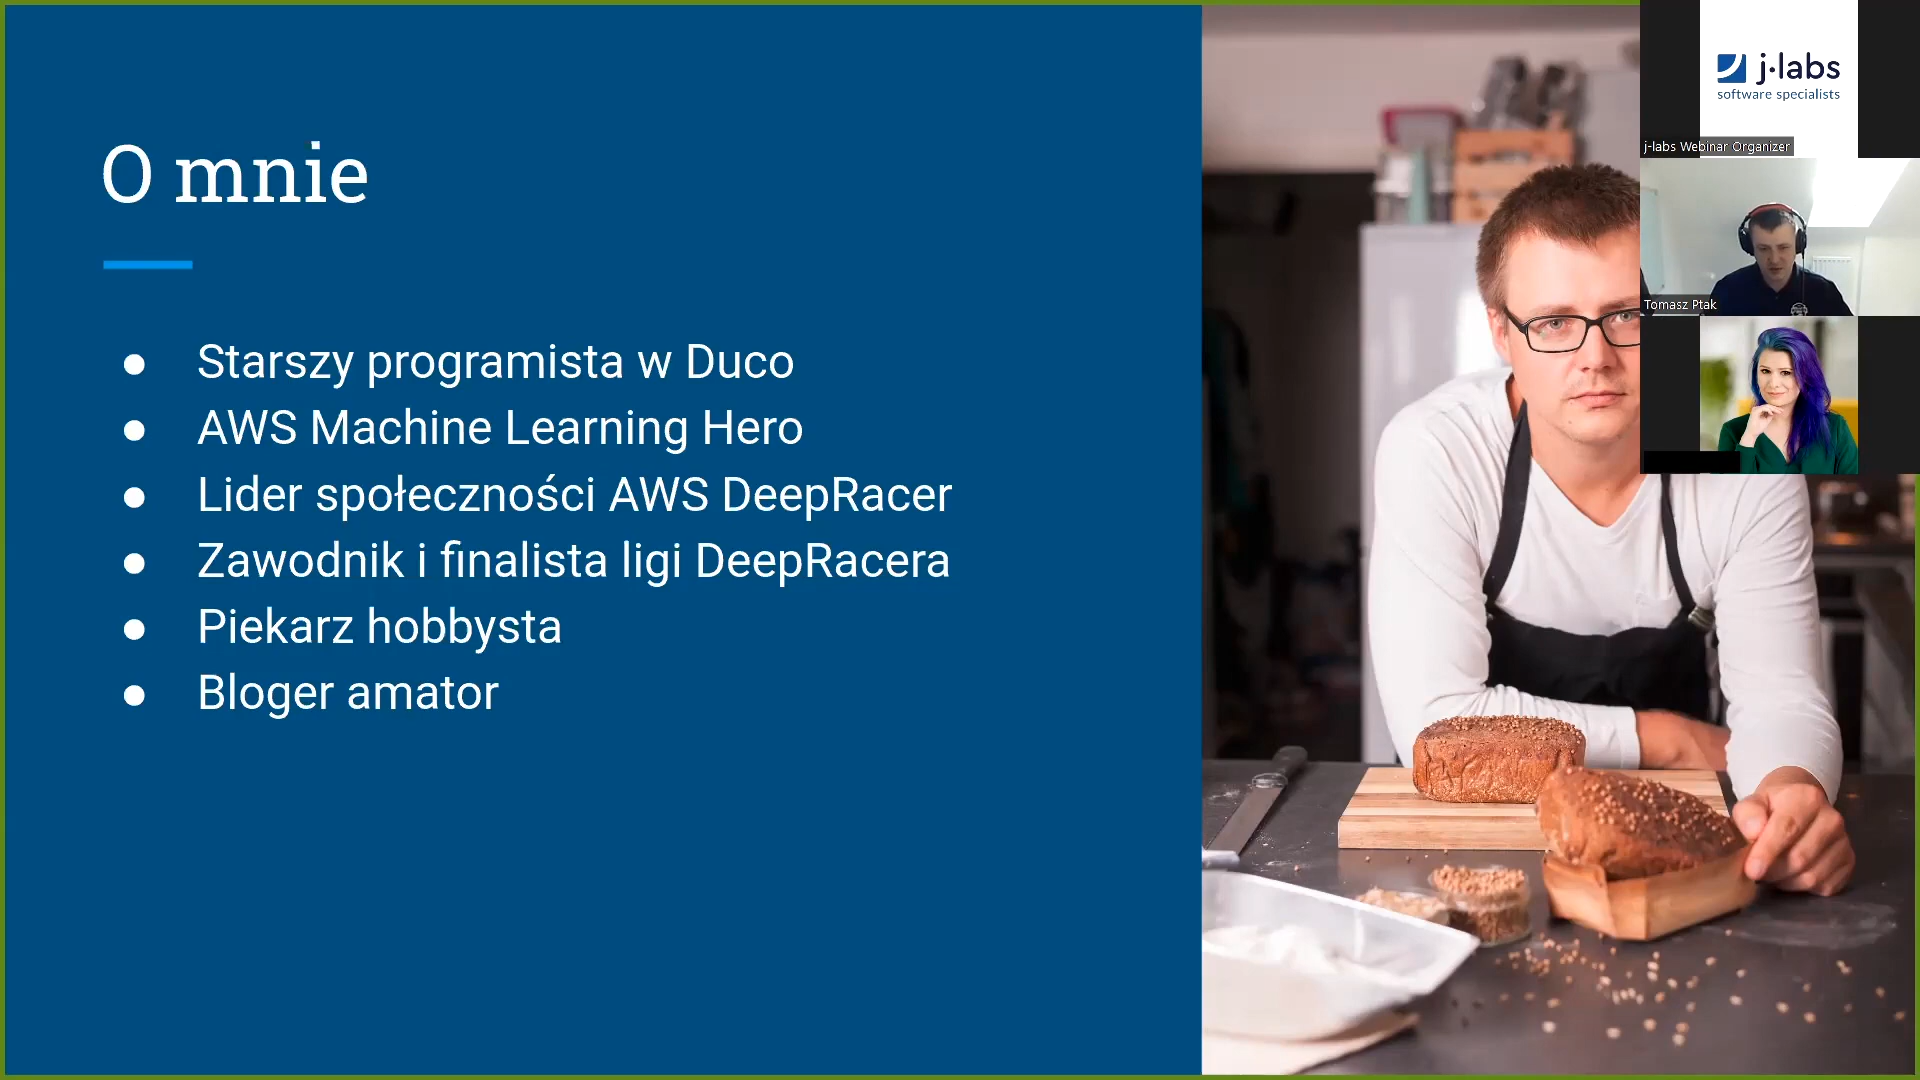 O mnie
Starszy programista w Duco
AWS Machine Learning Hero
Lider społeczności AWS DeepRacer
Zawodnik i finalista ligi DeepRacera
Piekarz hobbysta
Bloger amator
j·labs
software specialists
j-labs Webinar Organizer
Tomasz Ptak